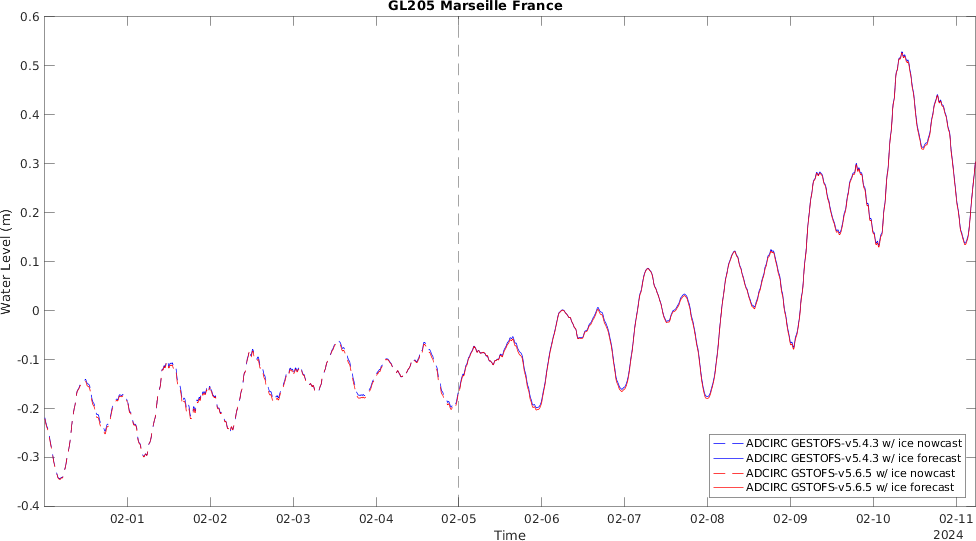 GL205 Marseille France
0.6
0.5
0.4
0.3
0.2
0.1
0
-0.1
-0.2
-0.3
-0.4
Water Level (m)
ADCIRC GESTOFS-v5.4.3 w/ ice nowcast
ADCIRC GESTOFS-v5.4.3 w/ ice forecast
ADCIRC GSTOFS-v5.6.5 w/ ice nowcast
ADCIRC GSTOFS-v5.6.5 w/ ice forecast
02-01 02-02 02-03 02-04 02-05 02-06 02-07 02-08 02-09 02-10 02-11
Time 2024